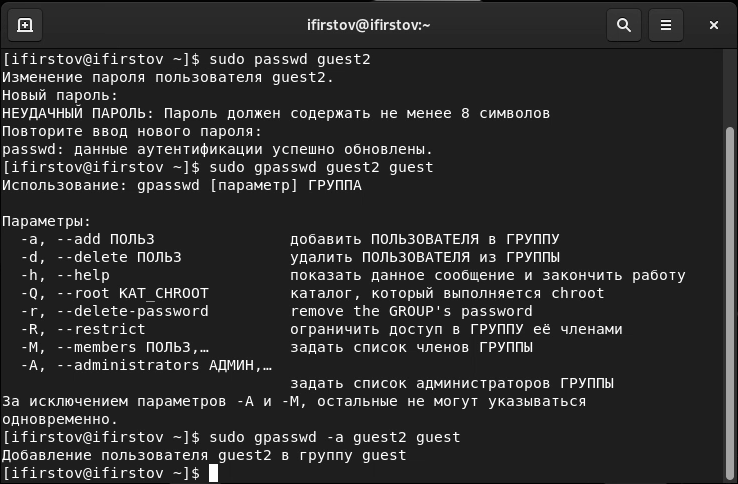 ifirstov@ifirstov:~
[ifirstov@ifirstov ~]$ sudo passwd guest2
Изменение пароля пользователя guest2.
Новый пароль:
НЕУДАЧНЫЙ ПАРОЛЬ: Пароль должен содержать не менее 8 символов
Повторите ввод нового пароля:
passwd: данные аутентификации успешно обновлены.
[ifirstov@ifirstov ~]$ sudo gpasswd guest2 guest
Использование: gpasswd [параметр] ГРУППА
Параметры:
-a, --add ПОЛЬЗ добавить ПОЛЬЗОВАТЕЛЯ в ГРУППУ
-d, --delete ПОЛЬЗ удалить ПОЛЬЗОВАТЕЛЯ из ГРУППЫ
-h, --help показать данное сообщение и закончить работу
-Q, --root КАТ_CHROOT каталог, который выполняется chroot
-r, --delete-password remove the GROUP's password
-R, --restrict ограничить доступ в ГРУППУ её членами
-M, --members ПОЛЬЗ,… задать список членов ГРУППЫ
-A, --administrators АДМИН,…
задать список администраторов ГРУППЫ
За исключением параметров -A и -M, остальные не могут указываться
одновременно.
[ifirstov@ifirstov ~]$ sudo gpasswd -a guest2 guest
Добавление пользователя guest2 в группу guest
[ifirstov@ifirstov ~]$